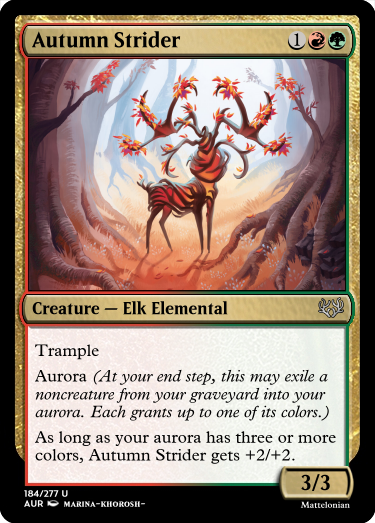 Autumn Strider 1
Creature — Elk Elemental
Trample
Aurora (At your end step, this may exile a
noncreature from your graveyard into your
aurora. Each grants up to one of its colors.)
As long as your aurora has three or more
colors, Autumn Strider gets +2/+2.
3/3
184/277 U
AUR MARINA-KHOROSH-
Mattelonian